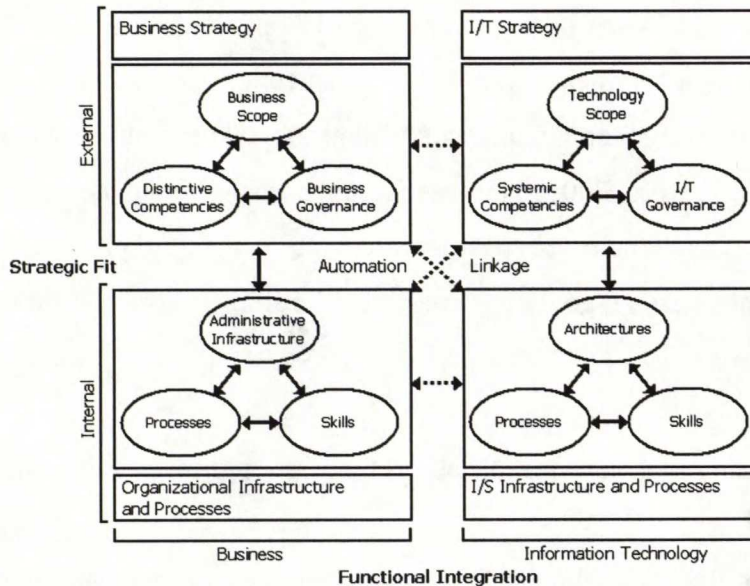 Business Strategy
I/T Strategy
External
Business
Scope
Technology
Scope
Distinctive
Competencies
Business
Governance
Systemic
Competencies
I/T
Governance
Strategic Fit
Automation
Linkage
Internal
Administrative
Infrastructure
Architectures
Processes
Skills
Processes
Skills
Organizational Infrastructure
and Processes
I/S Infrastructure and Processes
Business
Information Technology
Functional Integration